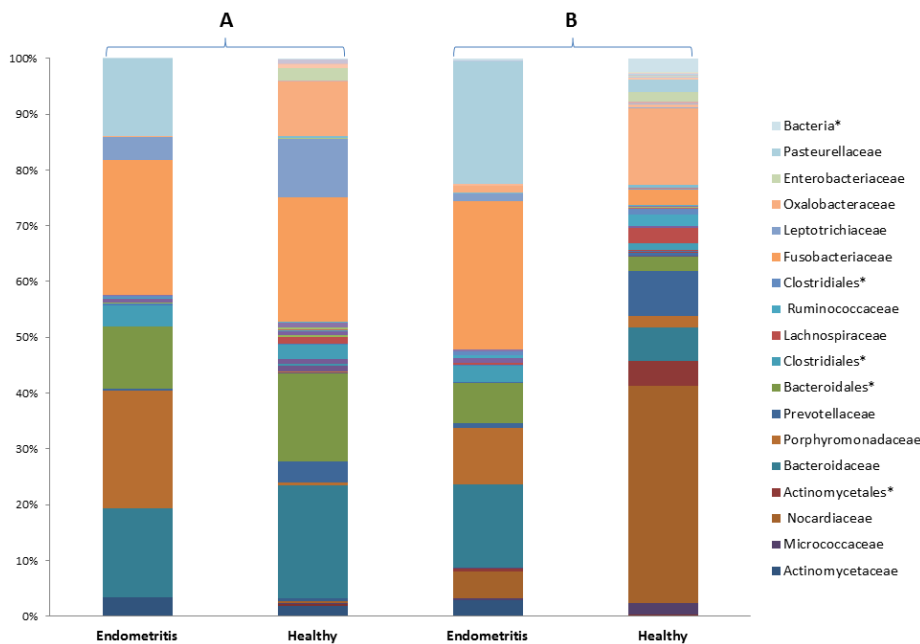 A B
100%
90%
80%
70%
60%
50%
40%
30%
20%
10%
0%
Endometritis Healthy Endometritis Healthy
Bacteria*
Pasteurellaceae
Enterobacteriaceae
Oxalobacteraceae
Leptotrichiaceae
Fusobacteriaceae
Clostridiales*
Ruminococcaceae
Lachnospiraceae
Clostridiales*
Bacteroidales*
Prevotellaceae
Porphyromonadaceae
Bacteroidaceae
Actinomycetales*
Nocardiaceae
Micrococcaceae
Actinomycetaceae